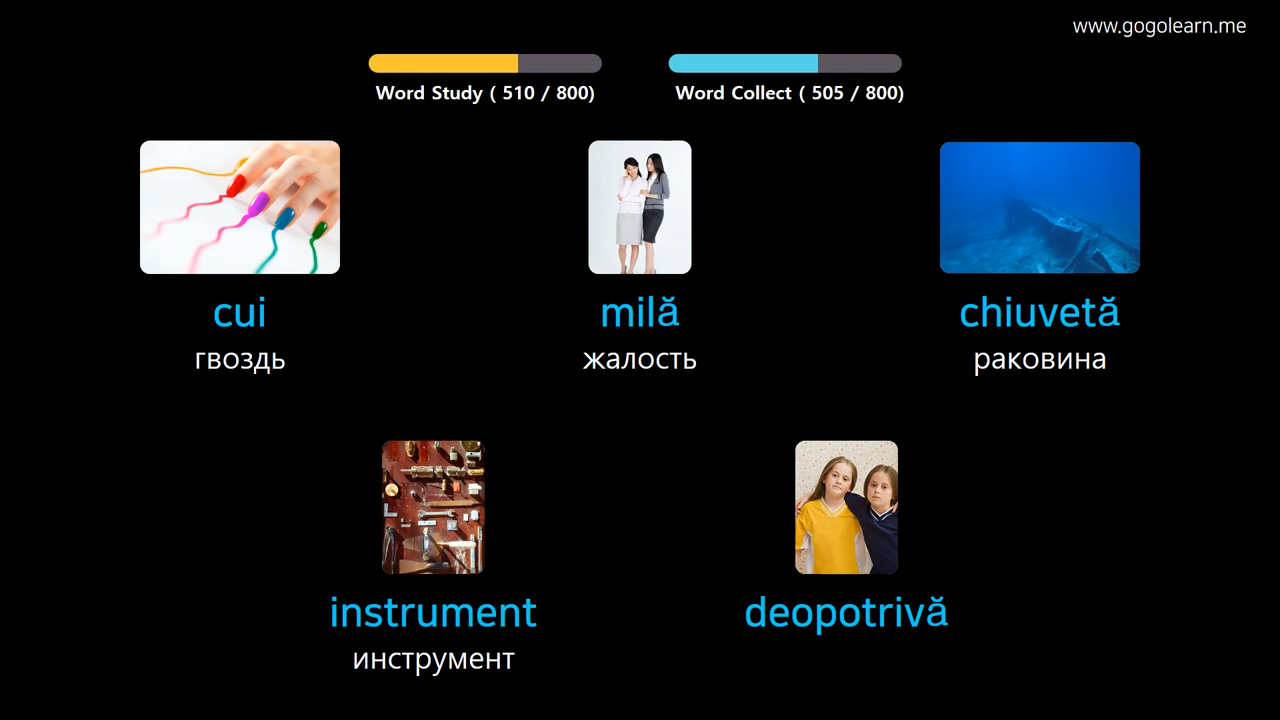 www.gogolearn.me
Word Study ( 510 / 800)
Word Collect ( 505 / 800)
cui
гвоздь
milă
жалость
chiuvetă
раковина
instrument
инструмент
deopotrivă